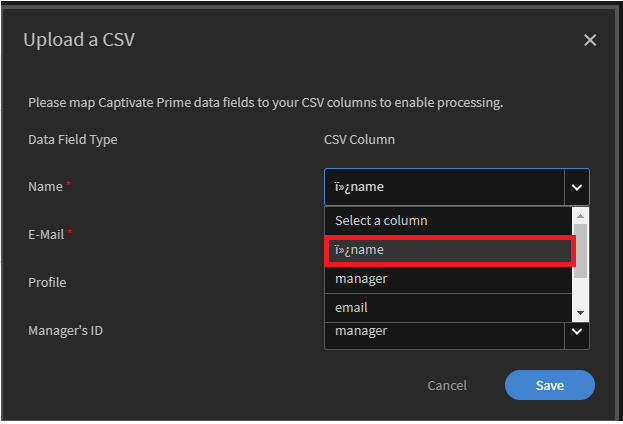 Upload a CSV
Please map Captivate Prime data fields to your CSV columns to enable processing.
Data Field Type CSV Column
Name * ï»¿name
Select a column
E-Mail *
ï»¿name
manager
Profile
email
Manager's ID manager
Cancel Save